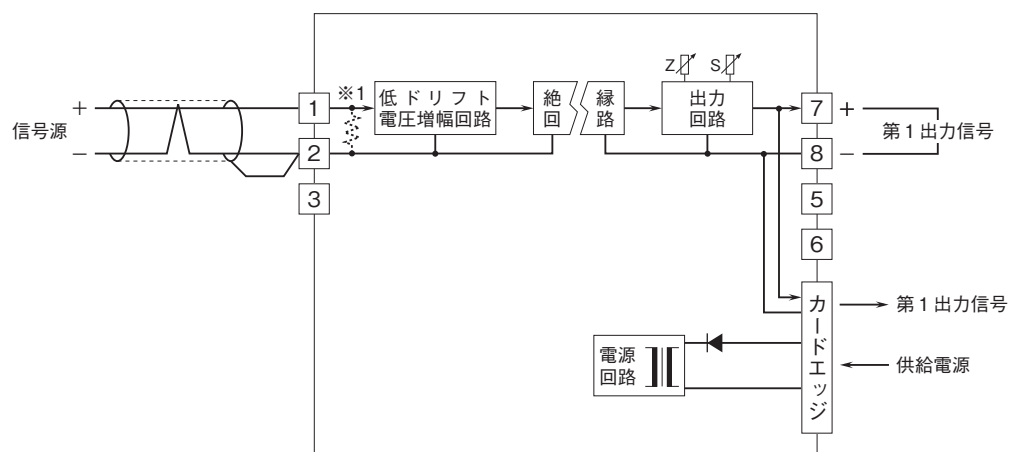 ※1
Z
S
+
信号源
−
1
2
3
低ドリフト
電圧増幅回路
絶
回
縁
路
出力
回路
7
+
8
−
第1出力信号
5
6
カードエッジ
第1出力信号
供給電源
電源
回路